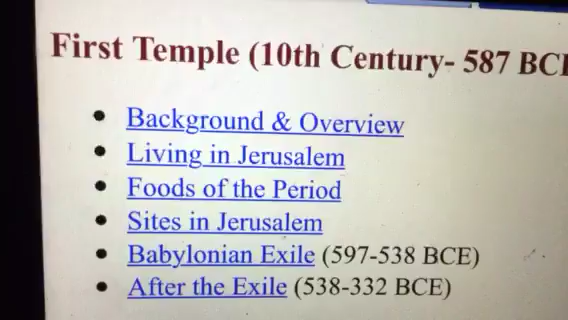 First Temple (10th Century- 587 BCE
Background & Overview
Living in Jerusalem
Foods of the Period
Sites in Jerusalem
Babylonian Exile (597-538 BCE)
After the Exile (538-332 BCE)